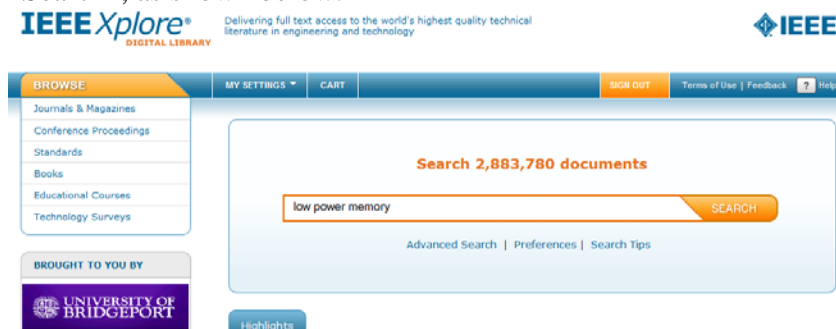 IEEE Xplore®
DIGITAL LIBRARY
Delivering full text access to the world's highest quality technical
literature in engineering and technology
IEEE
BROWSE
MY SETTINGS
CART
SIGN OUT
Terms of Use | Feedback ? Help
Journals & Magazines
Conference Proceedings
Standards
Books
Educational Courses
Technology Surveys
Search 2,883,780 documents
low power memory
SEARCH
Advanced Search | Preferences | Search Tips
BROUGHT TO YOU BY
UNIVERSITY OF
BRIDGEPORT
Highlights